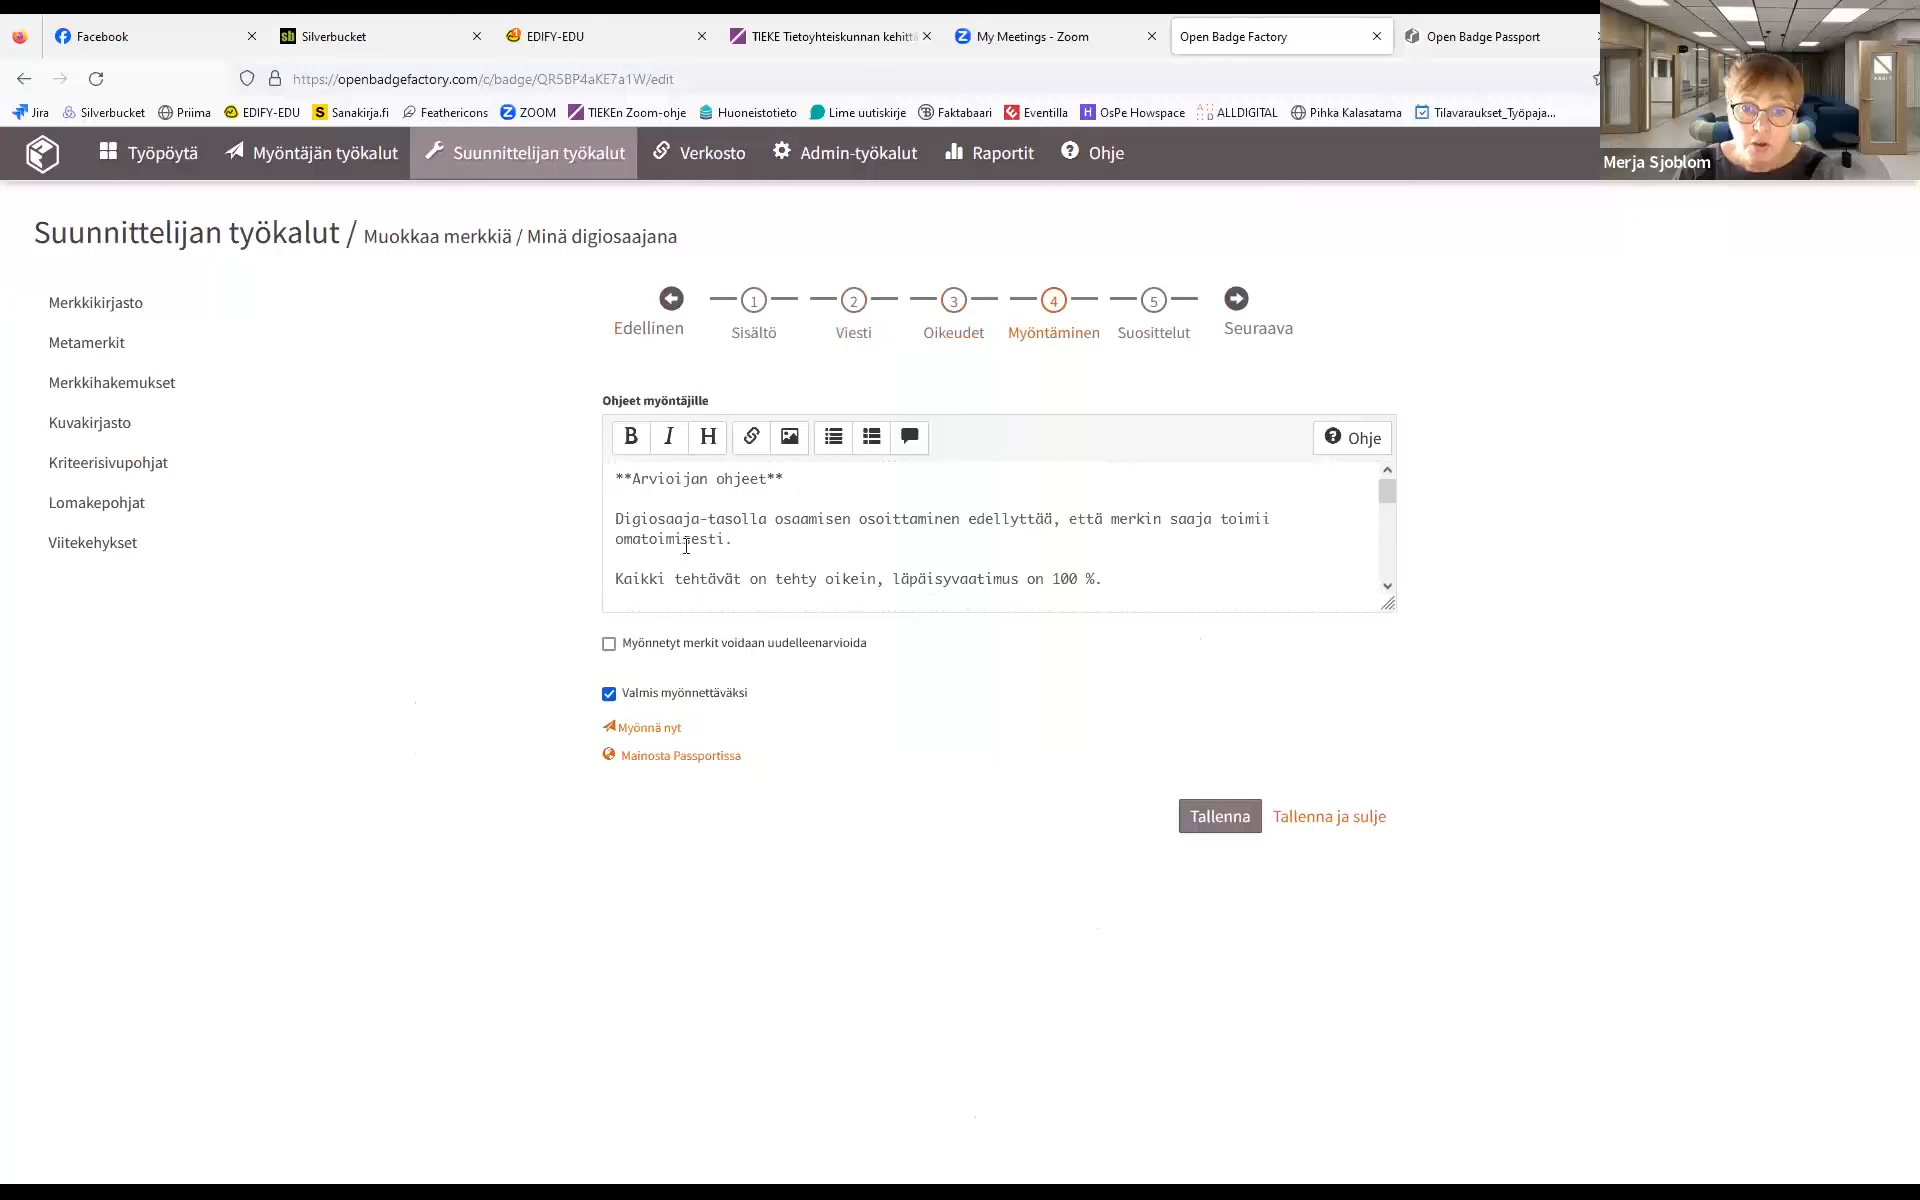 Facebook
Silverbucket
EDIFY-EDU
TIEKE Tietoyhteiskunnan kehittä
My Meetings - Zoom
Open Badge Factory
Open Badge Passport
https://openbadgefactory.com/c/badge/QR5BP4aKE7a1W/edit
Jira
Silverbucket
Priima
EDIFY-EDU
Sanakirja.fi
Feathericons
ZOOM
TIEKEn Zoom-ohje
Huoneistotieto
Lime uutiskirje
Faktabaari
Eventilla
OsPe Howspace
ALLDIGITAL
Pihka Kalasatama
Tilavaraukset_Työpaja...
Merja Sjoblom
Työpöytä
Myöntäjän työkalut
Suunnittelijan työkalut
Verkosto
Admin-työkalut
Raportit
Ohje
Suunnittelijan työkalut / Muokkaa merkkiä / Minä digiosaajana
Merkkikirjasto
Metamerkit
Merkkihakemukset
Kuvakirjasto
Kriteerisivupohjat
Lomakepohjat
Viitekehykset
Edellinen
1 Sisältö
2 Viesti
3 Oikeudet
4 Myöntäminen
5 Suosittelut
Seuraava
Ohjeet myöntäjille
B I H
Ohje
**Arvioijan ohjeet**
Digiosaaja-tasolla osaamisen osoittaminen edellyttää, että merkin saaja toimii
omatoimisesti.
Kaikki tehtävät on tehty oikein, läpäisyvaatimus on 100 %.
Myönnetyt merkit voidaan uudelleenarvioida
Valmis myönnettäväksi
Myönnä nyt
Mainosta Passportissa
Tallenna
Tallenna ja sulje